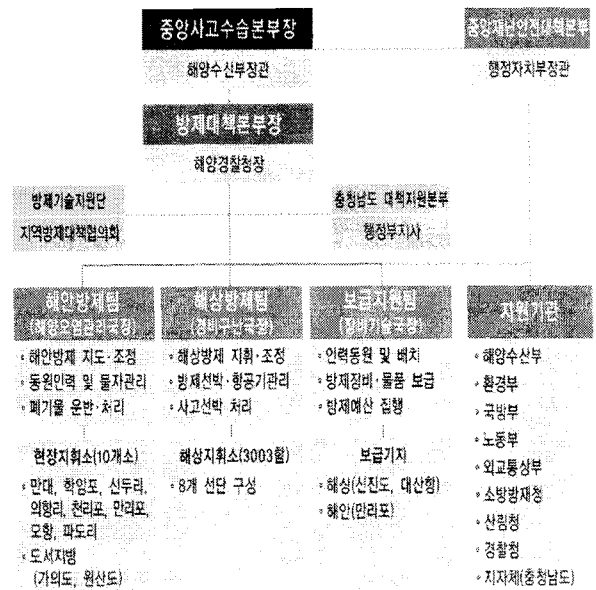 중앙사고수습본부장
해양수산부장관
중앙재난안전대책본부
행정자치부장관
방제대책본부장
해양경찰청장
방제기술지원단
지역방제대책협의회
충청남도 대책지원본부
행정부지사
해안방제팀
(해양오염관리국장)
◦해안방제 지도·조정
◦동원인력 및 물자관리
◦폐기물 운반·처리
현장지휘소(10개소)
◦만대, 학암포, 신두리,
의항리, 천리포, 만리포,
모항, 파도리
◦도서지방
(가의도, 원산도)
해상방제팀
(경비구난국장)
◦해상방제 지휘·조정
◦방제선박·항공기관리
◦사고선박 처리
해상지휘소(3003함)
◦8개 선단 구성
보급지원팀
(장비기술국장)
◦인력동원 및 배치
◦방제장비·물품 보급
◦방제예산 집행
보급기지
◦해상(신진도, 대산항)
◦해안(만리포)
지원기관
◦해양수산부
◦환경부
◦국방부
◦노동부
◦외교통상부
◦소방방재청
◦산림청
◦경찰청
◦지자체(충청남도)